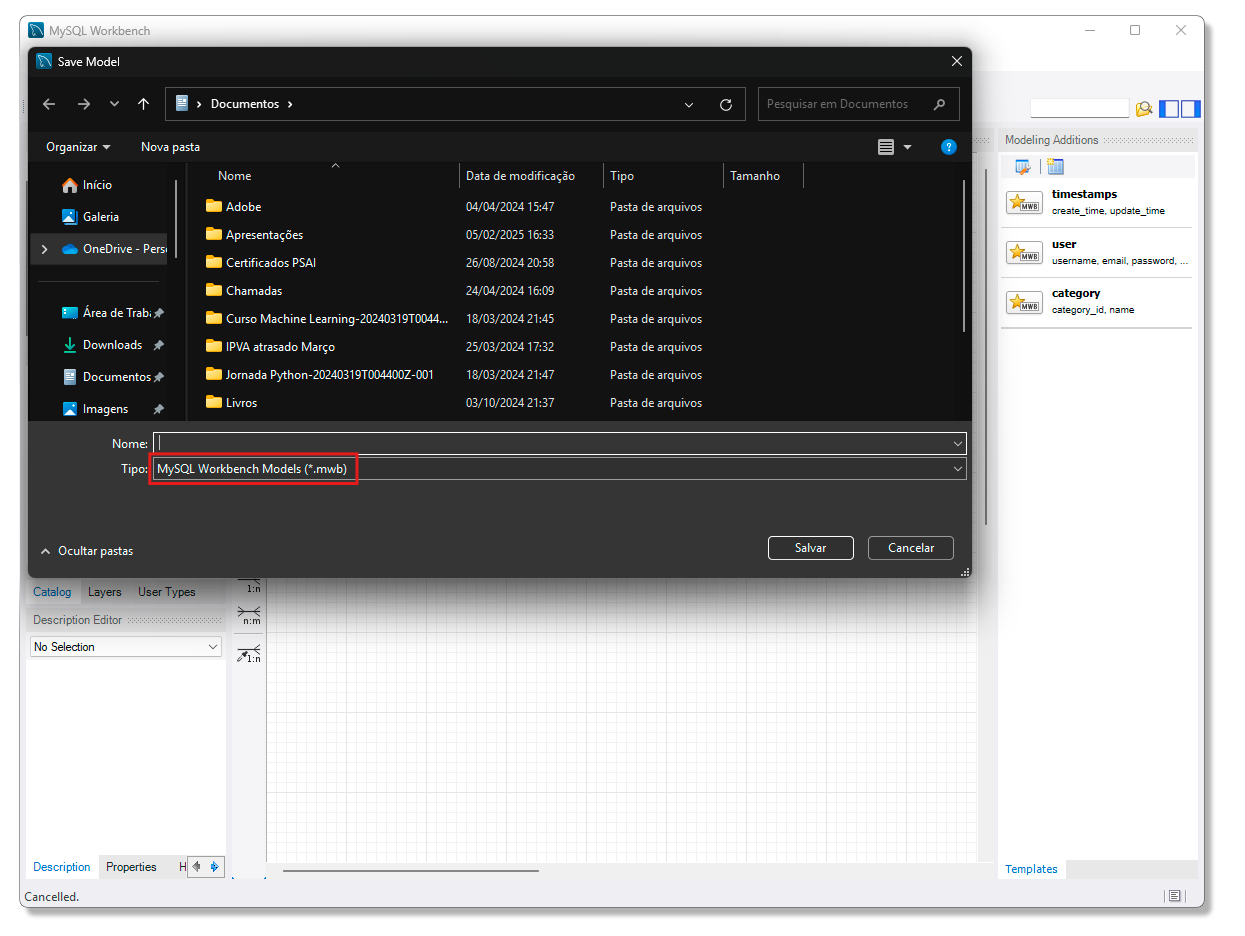 MySQL Workbench
Save Model
Documentos
Pesquisar em Documentos
Organizar
Nova pasta
Nome Data de modificação Tipo Tamanho
Início
Galeria
OneDrive - Pers
Área de Trab
Downloads
Documentos
Imagens
Adobe 04/04/2024 15:47 Pasta de arquivos
Apresentações 05/02/2025 16:33 Pasta de arquivos
Certificados PSAI 26/08/2024 20:58 Pasta de arquivos
Chamadas 24/04/2024 16:09 Pasta de arquivos
Curso Machine Learning-20240319T0044... 18/03/2024 21:45 Pasta de arquivos
IPVA atrasado Março 25/03/2024 17:32 Pasta de arquivos
Jornada Python-20240319T004400Z-001 18/03/2024 21:47 Pasta de arquivos
Livros 03/10/2024 21:37 Pasta de arquivos
Nome:
Tipo: MySQL Workbench Models (*.mwb)
Ocultar pastas
Salvar
Cancelar
Modeling Additions
MWB
timestamps
create_time, update_time
MWB
user
username, email, password, ...
MWB
category
category_id, name
Templates
Catalog Layers User Types
Description Editor
No Selection
1:n
n:m
1:n
Description Properties H
Cancelled.